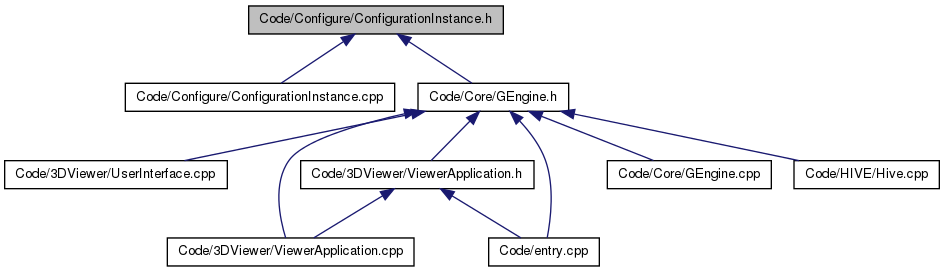 Code/Configure/ConfigurationInstance.h
Code/Configure/ConfigurationInstance.cpp
Code/Core/GEngine.h
Code/3DViewer/UserInterface.cpp
Code/3DViewer/ViewerApplication.h
Code/Core/GEngine.cpp
Code/HIVE/Hive.cpp
Code/3DViewer/ViewerApplication.cpp
Code/entry.cpp